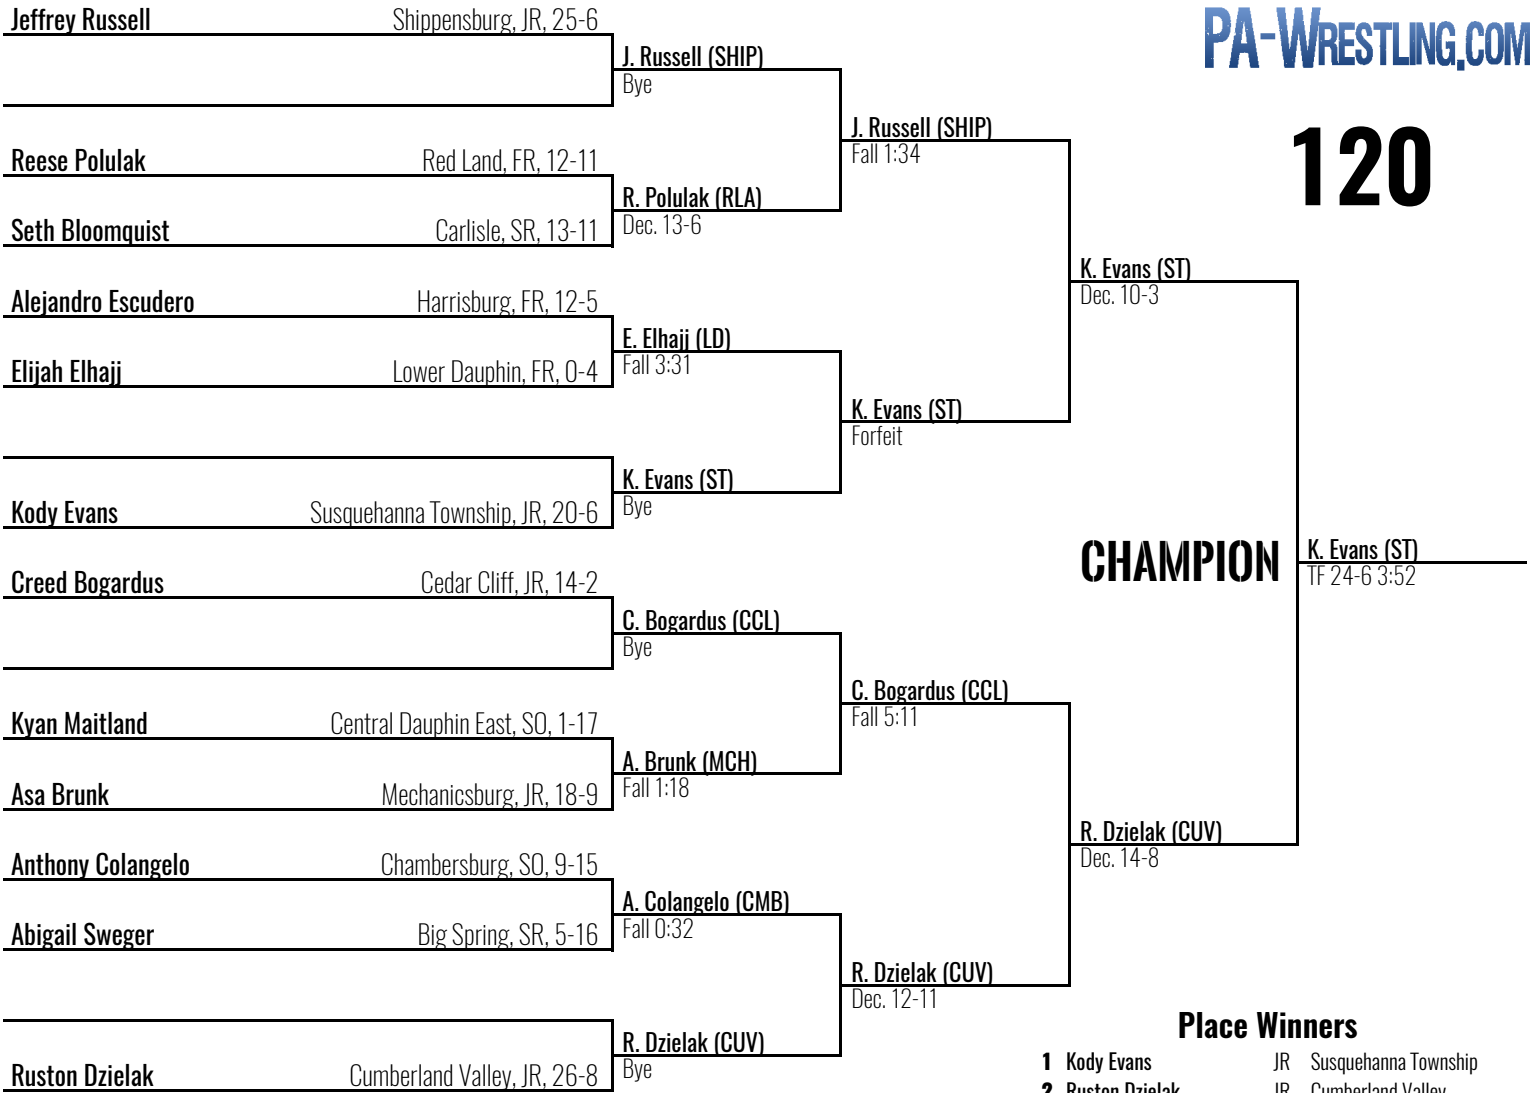 PA-WRESTLING.COM
120
Jeffrey Russell Shippensburg, JR, 25-6
J. Russell (SHIP)
Bye
J. Russell (SHIP)
Fall 1:34
Reese Polulak Red Land, FR, 12-11
R. Polulak (RLA)
Dec. 13-6
Seth Bloomquist Carlisle, SR, 13-11
K. Evans (ST)
Dec. 10-3
Alejandro Escudero Harrisburg, FR, 12-5
E. Elhajj (LD)
Fall 3:31
Elijah Elhajj Lower Dauphin, FR, 0-4
K. Evans (ST)
Forfeit
K. Evans (ST)
Bye
Kody Evans Susquehanna Township, JR, 20-6
CHAMPION
K. Evans (ST)
TF 24-6 3:52
Creed Bogardus Cedar Cliff, JR, 14-2
C. Bogardus (CCL)
Bye
C. Bogardus (CCL)
Fall 5:11
Kyan Maitland Central Dauphin East, SO, 1-17
A. Brunk (MCH)
Fall 1:18
Asa Brunk Mechanicsburg, JR, 18-9
R. Dzielak (CUV)
Dec. 14-8
Anthony Colangelo Chambersburg, SO, 9-15
A. Colangelo (CMB)
Fall 0:32
Abigail Sweger Big Spring, SR, 5-16
R. Dzielak (CUV)
Dec. 12-11
R. Dzielak (CUV)
Bye
Ruston Dzielak Cumberland Valley, JR, 26-8
Place Winners
1 Kody Evans JR Susquehanna Township
2 Ruston Dzielak JR Cumberland Valley